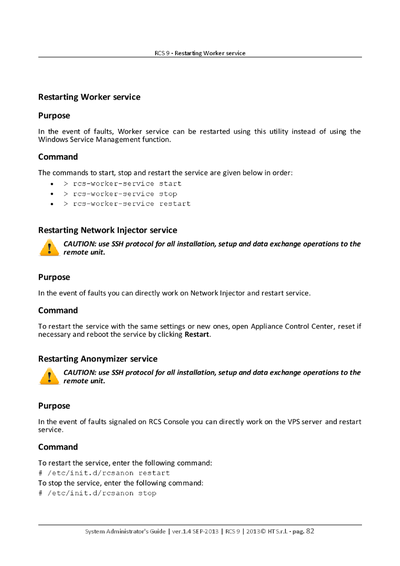 RCS 9 - Restarting Worker service
Restarting Worker service
Purpose
In the event of faults, Worker service can be restarted using this utility instead of using the
Windows Service Management function.
Command
The commands to start, stop and restart the service are given below in order:
• > rcs-worker-service start
• > rcs-worker-service stop
• > rcs-worker-service restart
Restarting Network Injector service
CAUTION: use SSH protocol for all installation, setup and data exchange operations to the
remote unit.
Purpose
In the event of faults you can directly work on Network Injector and restart service.
Command
To restart the service with the same settings or new ones, open Appliance Control Center, reset if
necessary and reboot the service by clicking Restart.
Restarting Anonymizer service
CAUTION: use SSH protocol for all installation, setup and data exchange operations to the
remote unit.
Purpose
In the event of faults signaled on RCS Console you can directly work on the VPS server and restart
service.
Command
To restart the service, enter the following command:
# /etc/init.d/rcsanon restart
To stop the service, enter the following command:
# /etc/init.d/rcsanon stop
System Administrator's Guide | ver.1.4 SEP-2013 | RCS 9 | 2013© HT S.r.l. - pag. 82